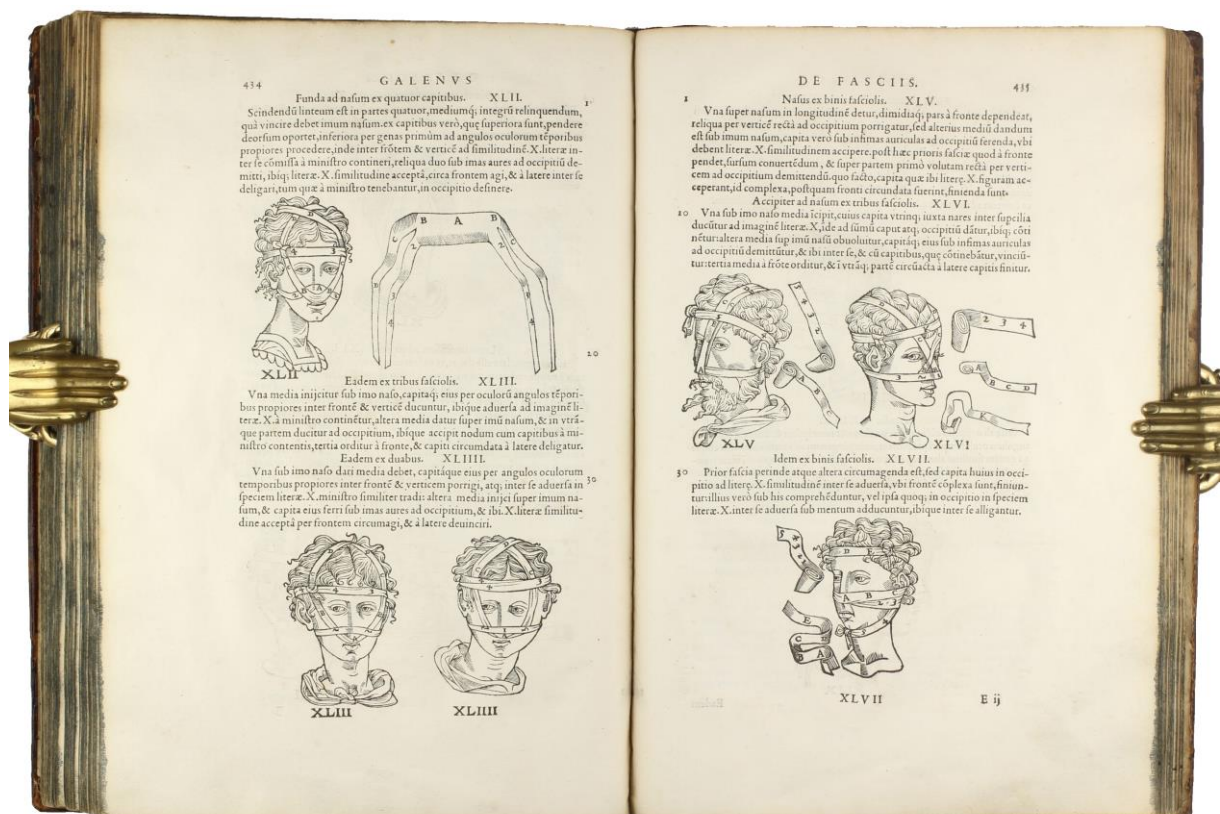 434
GALENVS
Funda ad naſum ex quatuor capitibus. XLII.
Scindendū linteum eſt in partes quatuor, mediumq; integrū relinquendum,
quà vincire debet imum naſum. ex capitibus verò, quę ſuperiora ſunt, pendere
deorſum oportet, inferiora per genas primùm ad angulos oculorum tēporibus
propiores procedere, inde inter frōtem & verticē ad ſimilitudinē. X. literæ in-
ter ſe cōmiſſa à miniſtro contineri, reliqua duo ſub imas aures ad occipitiū de-
mitti, ibiq; literæ. X. ſimilitudine acceptâ, circa frontem agi, & à latere inter ſe
deligari, tum quæ à miniſtro tenebantur, in occipitio deſinere.
B A B
XLII
20
Eadem ex tribus faſciolis. XLIII.
Vna media inijcitur ſub imo naſo, capitaq; eius per oculorū angulos tēpori-
bus propiores inter frontē & verticē ducuntur, ibique aduerſa ad imaginē li-
teræ. X. à miniſtro continētur, altera media datur ſuper imū naſum, & in vtrā-
que partem ducitur ad occipitium, ibíque accipit nodum cum capitibus à mi-
niſtro contentis, tertia orditur à fronte, & capiti circumdata à latere deligatur.
Eadem ex duabus. XLIIII.
Vna ſub imo naſo dari media debet, capitáque eius per angulos oculorum
temporibus propiores inter frontē & verticem porrigi, atq; inter ſe aduerſa in
30
ſpeciem literæ. X. miniſtro ſimiliter tradi: altera media inijci ſuper imum na-
ſum, & capita eius ferri ſub imas aures ad occipitium, & ibi. X. literæ ſimilitu-
dine acceptâ per frontem circumagi, & à latere deuinciri.
XLIII
XLIIII
DE FASCIIS.
435
1
Naſus ex binis faſciolis. XLV.
Vna ſuper naſum in longitudinē detur, dimidiaq; pars à fronte dependeat,
reliqua per verticē rectà ad occipitium porrigatur, ſed alterius mediū dandum
eſt ſub imum naſum, capita verò ſub infimas auriculas ad occipitiū ferenda, vbi
debent literæ. X. ſimilitudinem accipere. poſt hæc prioris faſciæ quod à fronte
pendet, ſurſum conuertēdum, & ſuper partem primò volutam rectà per verti-
cem ad occipitium demittendū. quo facto, capita quæ ibi literę. X. figuram ac-
ceperant, id complexa, poſtquam fronti circundata fuerint, finienda ſunt.
Accipiter ad naſum ex tribus faſciolis. XLVI.
10
Vna ſub imo naſo media īcipit, cuius capita vtrinq; iuxta nares inter ſupcilia
ducūtur ad imaginē literæ. X, īde ad ſūmū caput atq, occipitiū dātur, ibiq; cōti
nētur: altera media ſup imū naſū obuoluitur, capitáq; eius ſub infimas auriculas
ad occipitiū demittūtur, & ibi inter ſe, & cū capitibus, quę cōtinebātur, vinciū-
tur: tertia media à frōte orditur, & ī vtrāq; partē circūacta à latere capitis finitur.
5 4 3 2
A B C
1 2 3 4
A B C D
XLV
XLVI
Idem ex binis faſciolis. XLVII.
30
Prior faſcia perinde atque altera circumagenda eſt, ſed capita huius in occi-
pitio ad literę. X. ſimilitudinē inter ſe aduerſa, vbi frontē cōplexa ſunt, finiun-
tur: illius verò ſub his comprehēduntur, vel ipſa quoq; in occipitio in ſpeciem
literæ. X. inter ſe aduerſa ſub mentum adducuntur, ibique inter ſe alligantur.
D E
A B C
E
C D
B A
XLVII
E ij